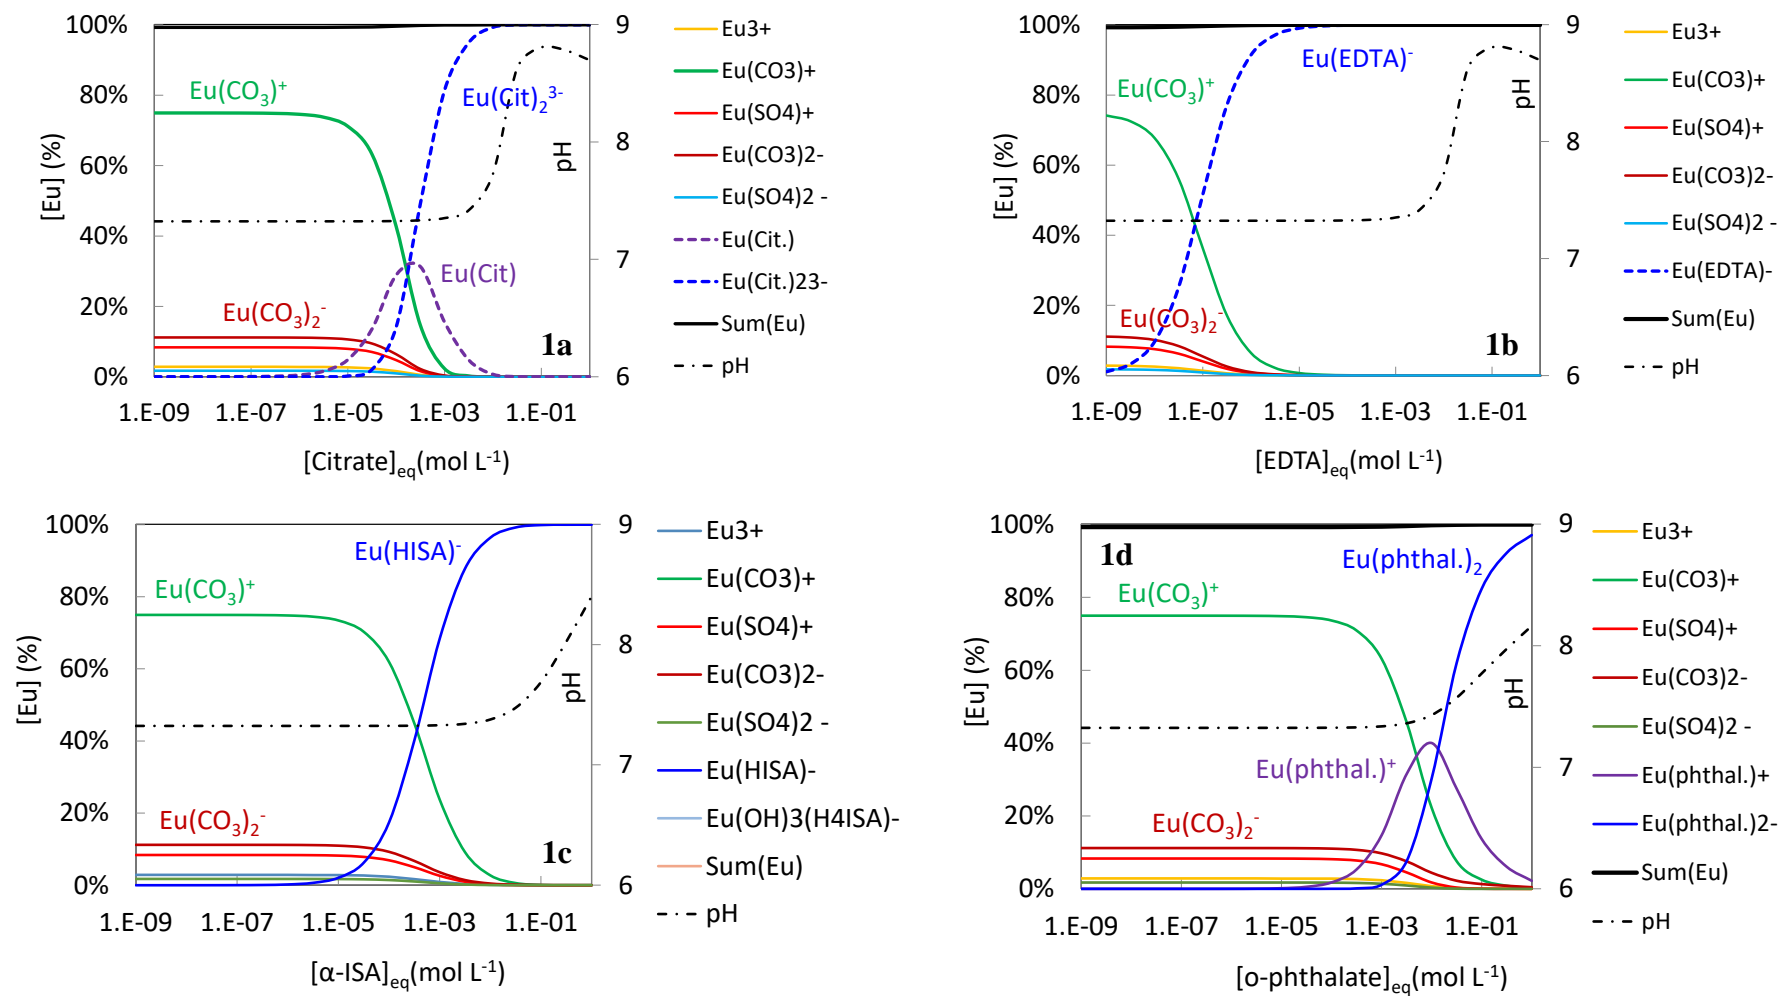 100%
80%
60%
40%
20%
0%
[Eu] (%)
9
8
7
6
pH
Eu(CO3)+
Eu(Cit)23-
Eu(Cit)
Eu(CO3)2-
1a
1.E-09 1.E-07 1.E-05 1.E-03 1.E-01
[Citrate]eq(mol L-1)
Eu3+
Eu(CO3)+
Eu(SO4)+
Eu(CO3)2-
Eu(SO4)2 -
Eu(Cit.)
Eu(Cit.)23-
Sum(Eu)
pH
100%
80%
60%
40%
20%
0%
[Eu] (%)
9
8
7
6
pH
Eu(EDTA)-
Eu(CO3)+
Eu(CO3)2-
1b
1.E-09 1.E-07 1.E-05 1.E-03 1.E-01
[EDTA]eq(mol L-1)
Eu3+
Eu(CO3)+
Eu(SO4)+
Eu(CO3)2-
Eu(SO4)2 -
Eu(EDTA)-
Sum(Eu)
pH
100%
80%
60%
40%
20%
0%
[Eu] (%)
9
8
7
6
pH
Eu(HISA)-
Eu(CO3)+
Eu(CO3)2-
1c
1.E-09 1.E-07 1.E-05 1.E-03 1.E-01
[α-ISA]eq(mol L-1)
Eu3+
Eu(CO3)+
Eu(SO4)+
Eu(CO3)2-
Eu(SO4)2 -
Eu(HISA)-
Eu(OH)3(H4ISA)-
Sum(Eu)
pH
100%
80%
60%
40%
20%
0%
[Eu] (%)
9
8
7
6
pH
1d
Eu(phthal.)2
Eu(CO3)+
Eu(phthal.)+
Eu(CO3)2-
1.E-09 1.E-07 1.E-05 1.E-03 1.E-01
[o-phthalate]eq(mol L-1)
Eu3+
Eu(CO3)+
Eu(SO4)+
Eu(CO3)2-
Eu(SO4)2 -
Eu(phthal.)+
Eu(phthal.)2-
Sum(Eu)
pH